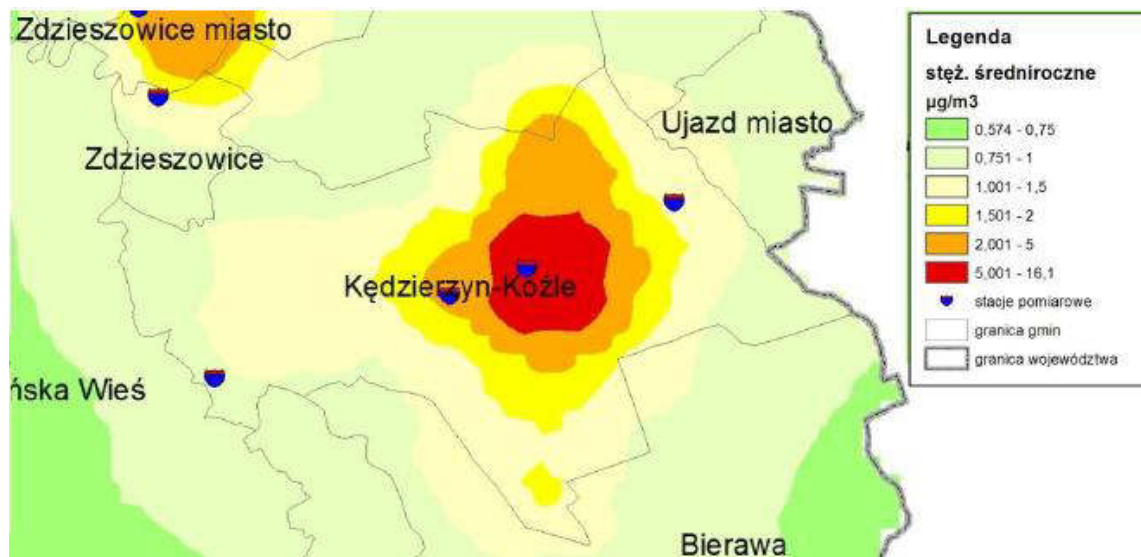 Zdzieszowice miasto
Zdzieszowice
Ujazd miasto
Kędzierzyn-Koźle
ńska Wieś
Bierawa
Legenda
stęż. średnioroczne
µg/m3
0,574 - 0,75
0,751 - 1
1,001 - 1,5
1,501 - 2
2,001 - 5
5,001 - 16,1
stacje pomiarowe
granica gmin
granica województwa